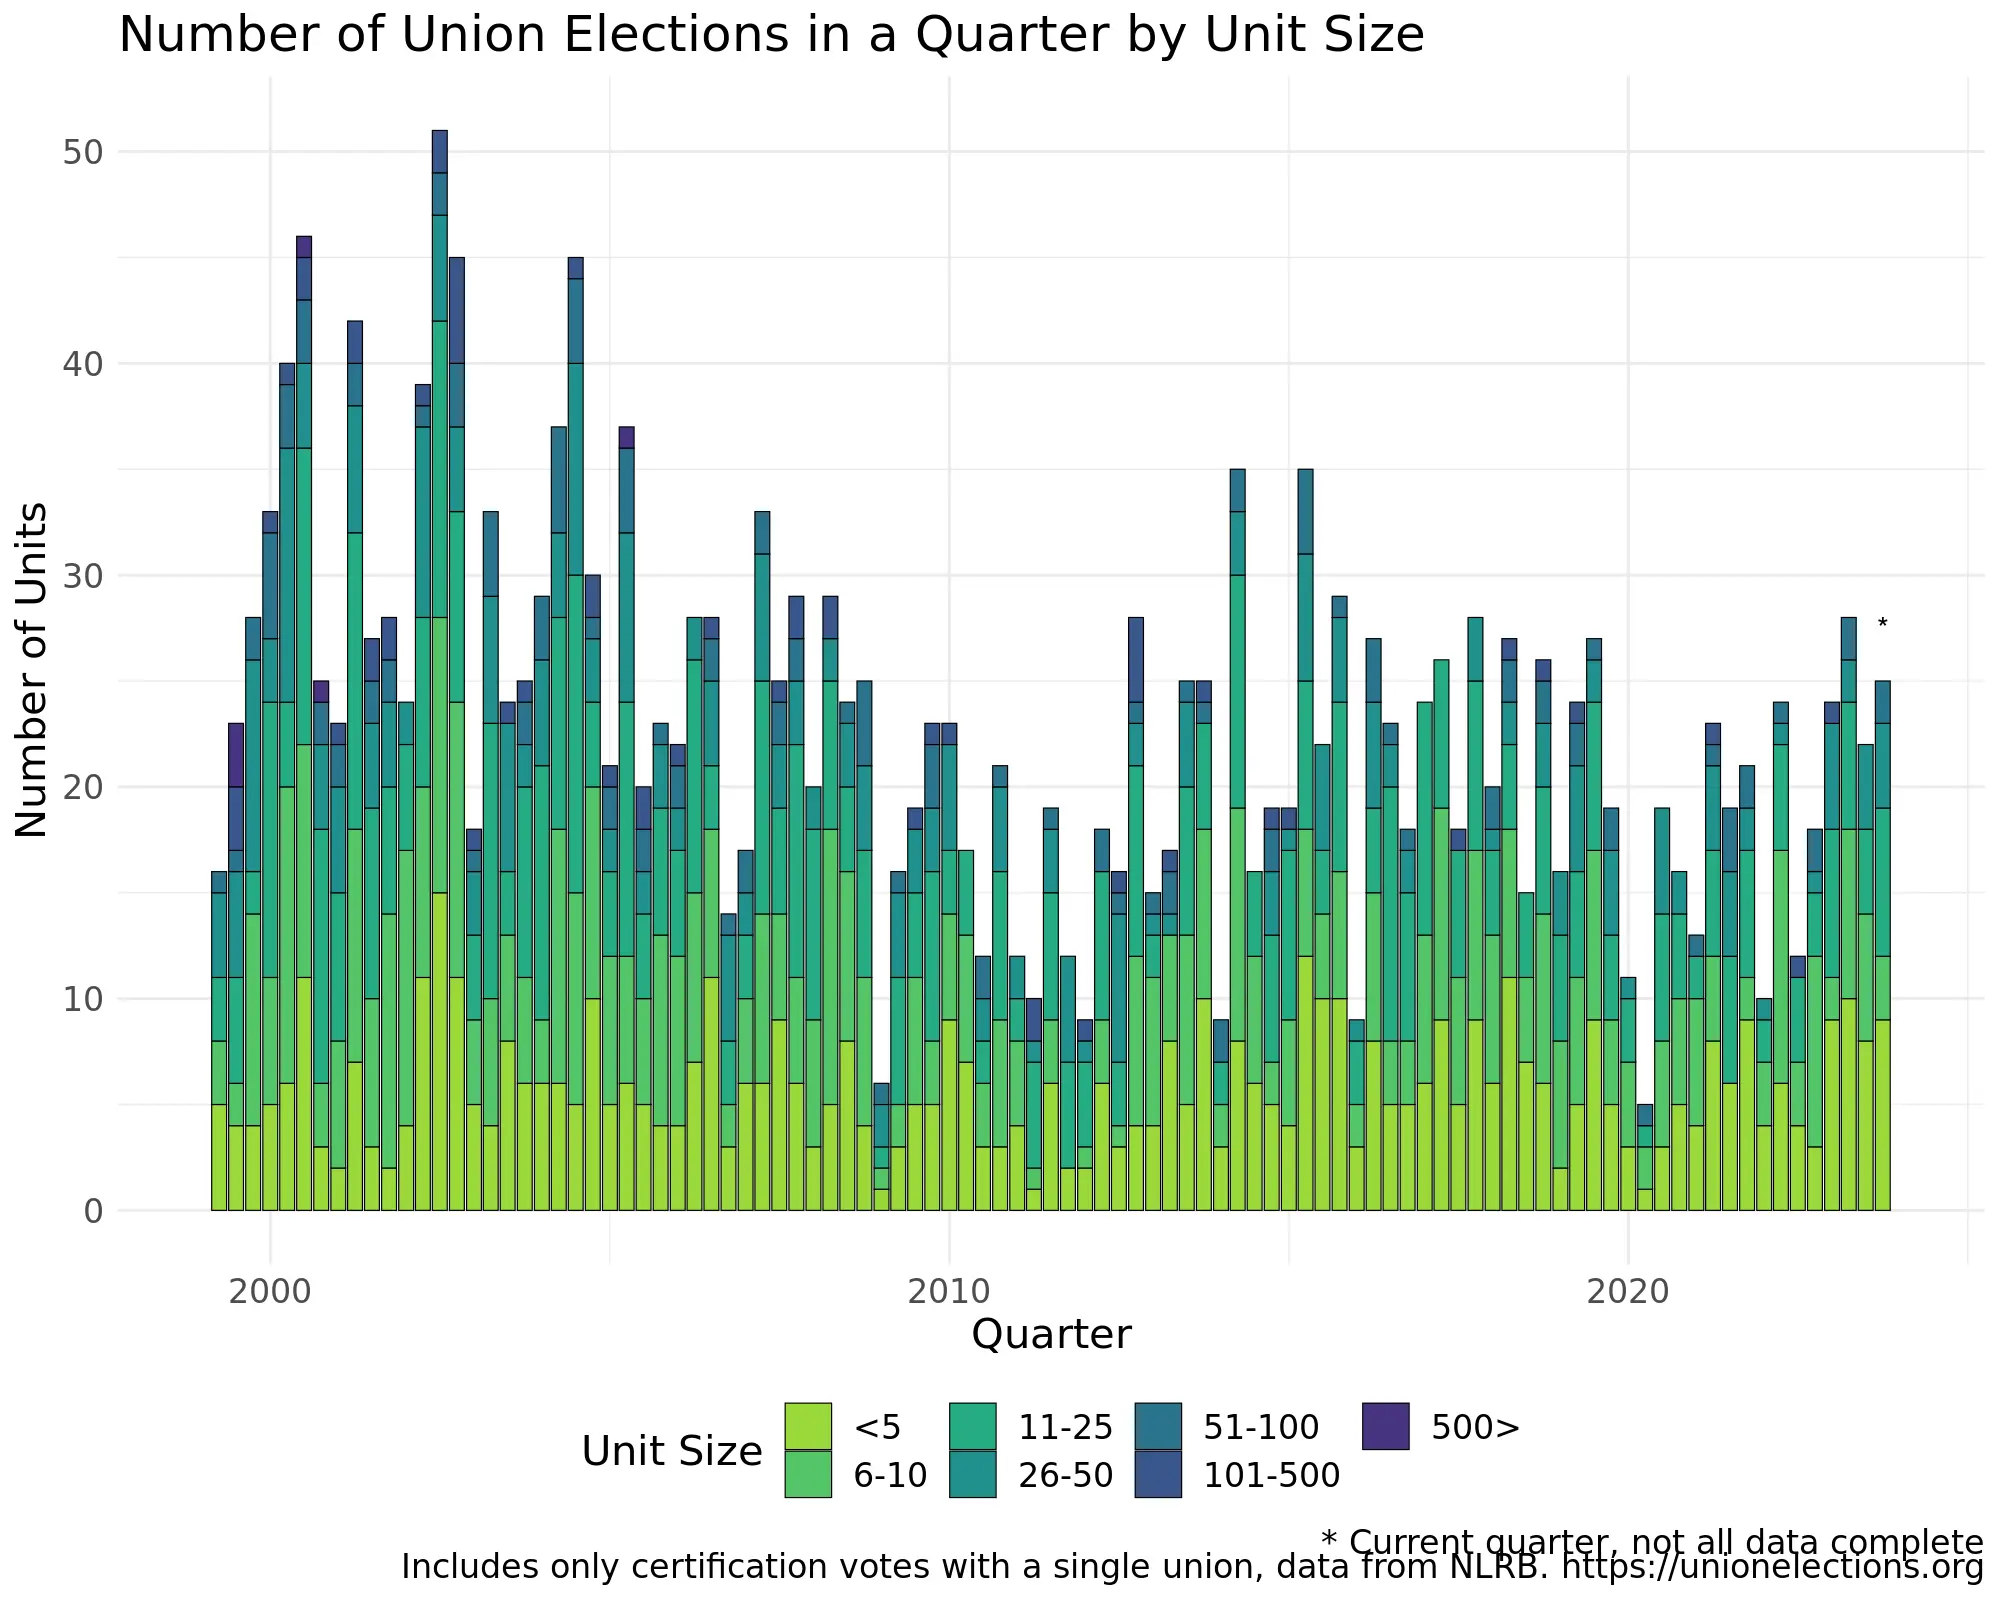 Number of Union Elections in a Quarter by Unit Size
Number of Units
50
40
30
20
10
0
*
2000 2010 2020
Quarter
Unit Size
<5 11-25 51-100 500>
6-10 26-50 101-500
* Current quarter, not all data complete
Includes only certification votes with a single union, data from NLRB. https://unionelections.org